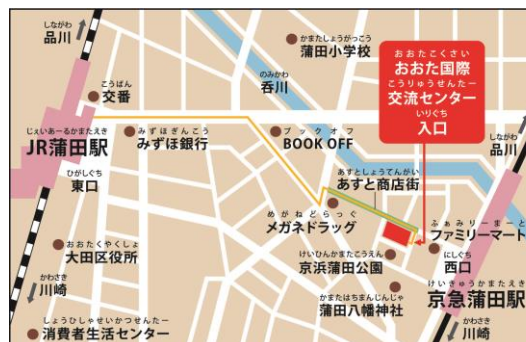 しながわ
品川
こうばん
交番
じぇいあーるかまたえき
JR蒲田駅
ひがしぐち
東口
みずほぎんこう
みずほ銀行
かまたしょうがっこう
蒲田小学校
のみかわ
呑川
ブックオフ
BOOK OFF
おおたこくさい
おおた国際
こうりゅうせんたー
交流センター
いりぐち
入口
しながわ
品川
あすとしょうてんがい
あすと商店街
めがねどらっぐ
メガネドラッグ
ふぁみりーまーと
ファミリーマート
にしぐち
西口
けいひんかまたこうえん
京浜蒲田公園
けいきゅうかまたえき
京急蒲田駅
かまたはちまんじんじゃ
蒲田八幡神社
おおたくやくしょ
大田区役所
かわさき
川崎
しょうひしゃせいかつせんたー
消費者生活センター
かわさき
川崎